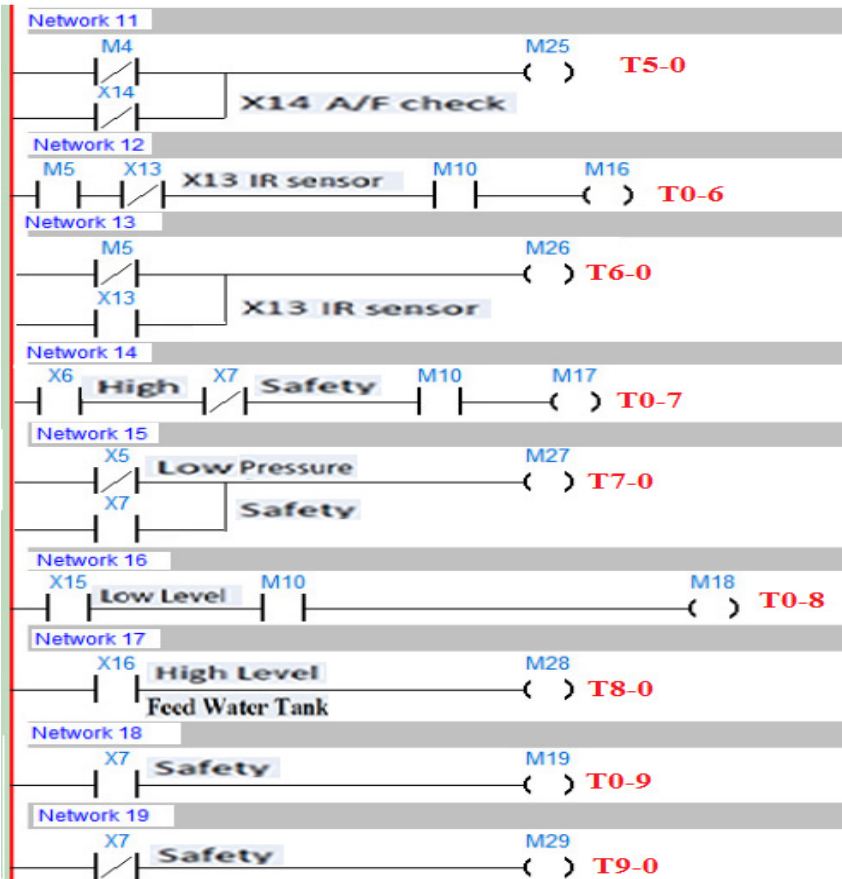 Network 11
M4 M25
T5-0
X14
X14 A/F check
Network 12
M5 X13 X13 IR sensor M10 M16
T0-6
Network 13
M5 M26
T6-0
X13
X13 IR sensor
Network 14
X6 High X7 Safety M10 M17
T0-7
Network 15
X5 Low Pressure M27
T7-0
X7 Safety
Network 16
X15 Low Level M10 M18
T0-8
Network 17
X16 High Level M28
T8-0
Feed Water Tank
Network 18
X7 Safety M19
T0-9
Network 19
X7 Safety M29
T9-0